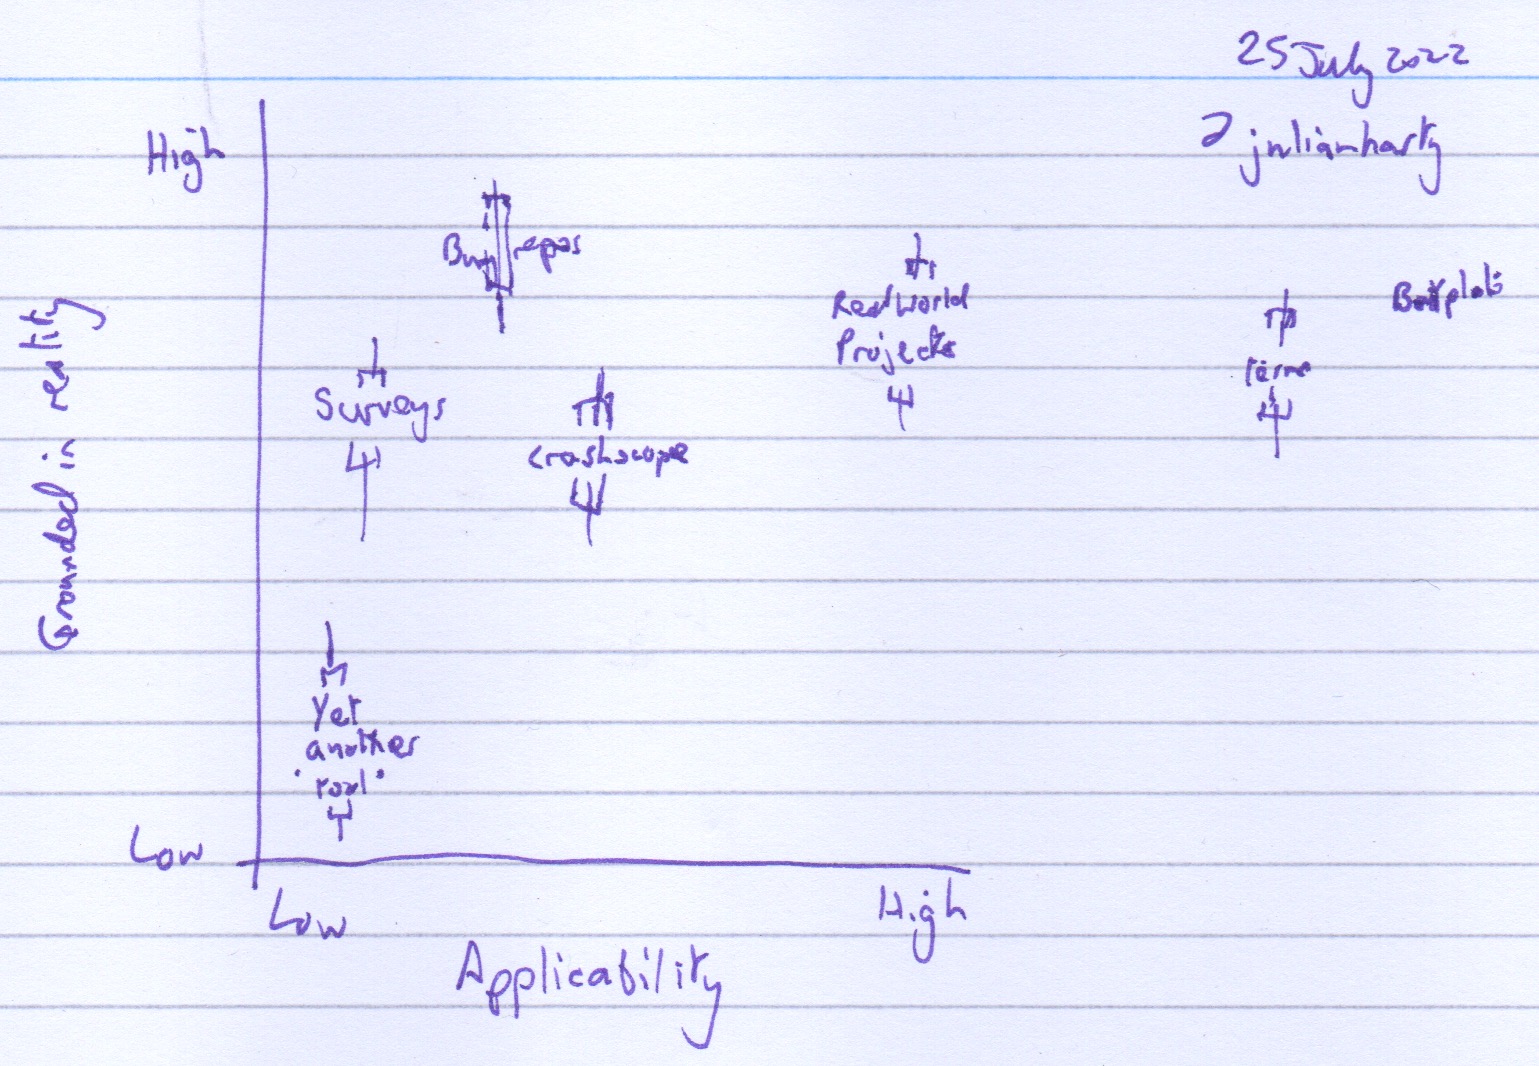 25 July 2022
julianharty
High
Bug repos
Real World
Projects
Boxplots
Surveys
Crashscope
Grounded in reality
Yet
another
'tool'
Low
Low
High
Applicability